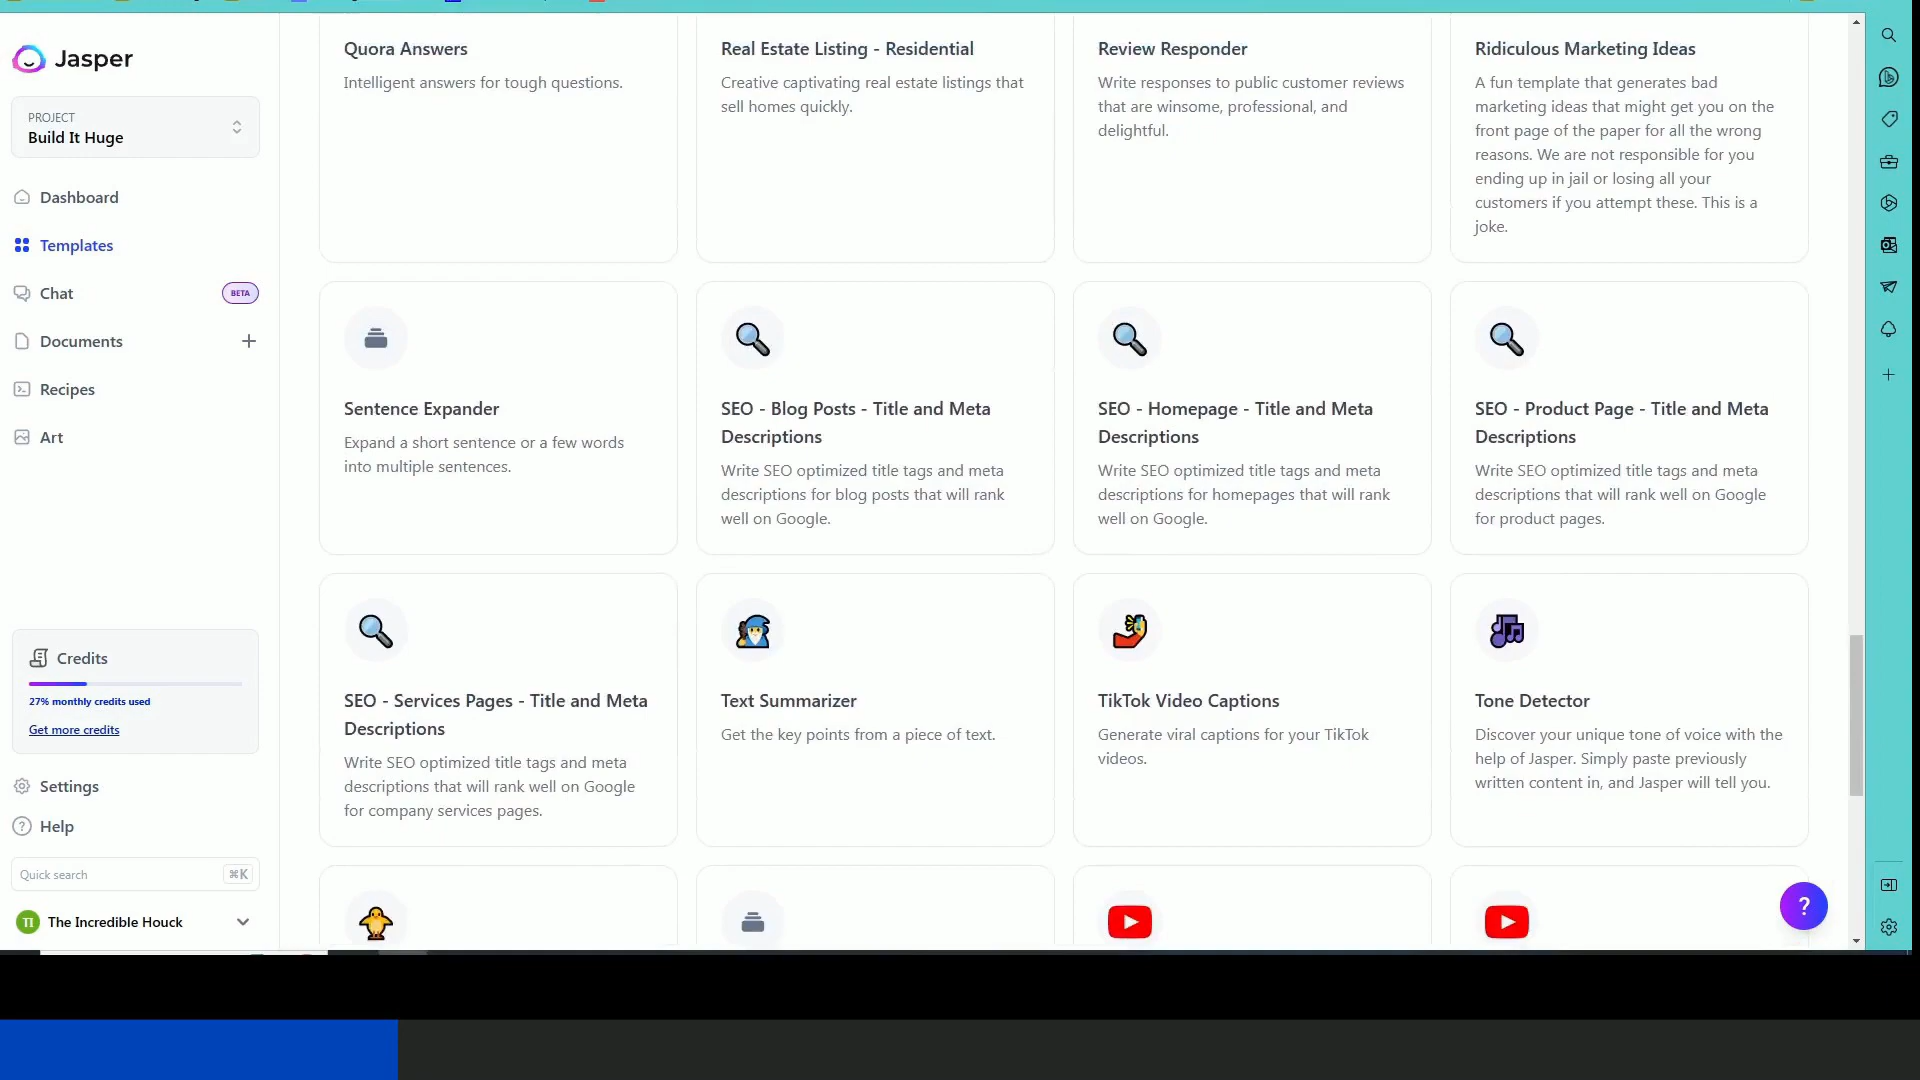 Jasper
PROJECT
Build It Huge
Dashboard
Templates
Chat
BETA
Documents
Recipes
Art
Credits
27% monthly credits used
Get more credits
Settings
Help
Quick search
⌘K
TI
The Incredible Houck
Quora Answers
Intelligent answers for tough questions.
Real Estate Listing - Residential
Creative captivating real estate listings that
sell homes quickly.
Review Responder
Write responses to public customer reviews
that are winsome, professional, and
delightful.
Ridiculous Marketing Ideas
A fun template that generates bad
marketing ideas that might get you on the
front page of the paper for all the wrong
reasons. We are not responsible for you
ending up in jail or losing all your
customers if you attempt these. This is a
joke.
Sentence Expander
Expand a short sentence or a few words
into multiple sentences.
SEO - Blog Posts - Title and Meta
Descriptions
Write SEO optimized title tags and meta
descriptions for blog posts that will rank
well on Google.
SEO - Homepage - Title and Meta
Descriptions
Write SEO optimized title tags and meta
descriptions for homepages that will rank
well on Google.
SEO - Product Page - Title and Meta
Descriptions
Write SEO optimized title tags and meta
descriptions that will rank well on Google
for product pages.
SEO - Services Pages - Title and Meta
Descriptions
Write SEO optimized title tags and meta
descriptions that will rank well on Google
for company services pages.
Text Summarizer
Get the key points from a piece of text.
TikTok Video Captions
Generate viral captions for your TikTok
videos.
Tone Detector
Discover your unique tone of voice with the
help of Jasper. Simply paste previously
written content in, and Jasper will tell you.
?